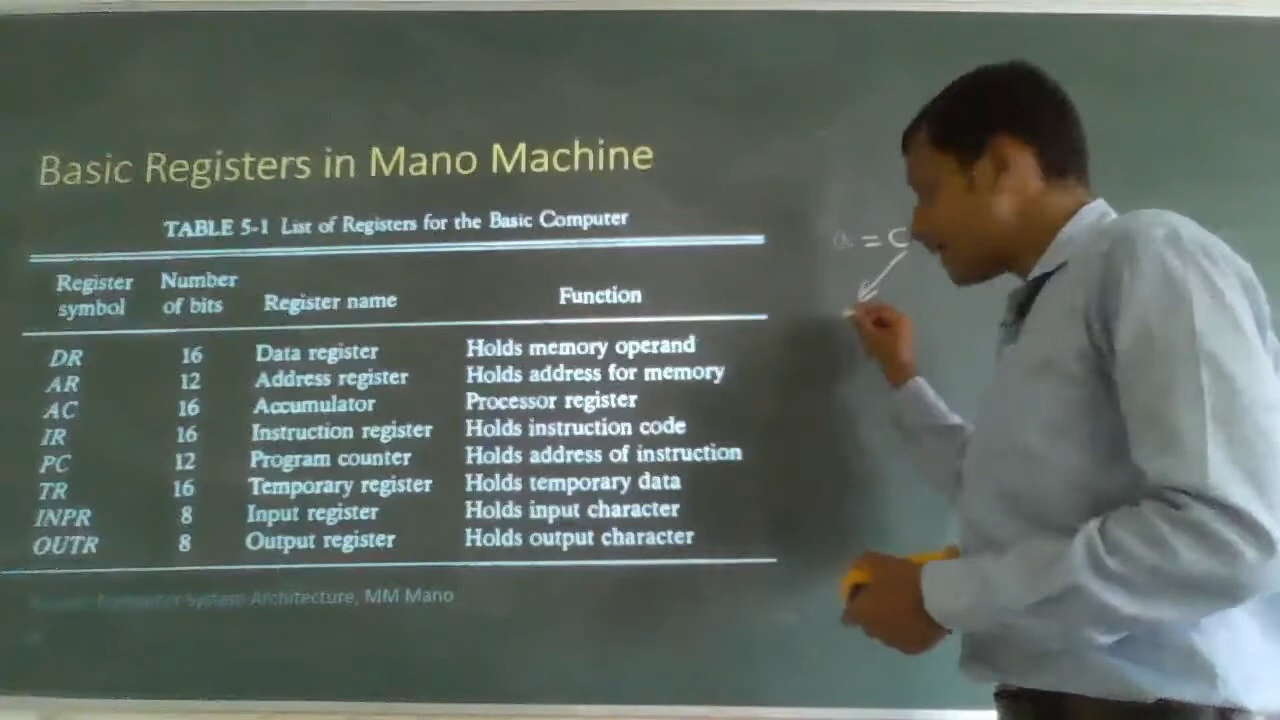 Basic Registers in Mano Machine
TABLE 5-1 List of Registers for the Basic Computer
Register symbol Number of bits Register name Function
DR 16 Data register Holds memory operand
AR 12 Address register Holds address for memory
AC 16 Accumulator Processor register
IR 16 Instruction register Holds instruction code
PC 12 Program counter Holds address of instruction
TR 16 Temporary register Holds temporary data
INPR 8 Input register Holds input character
OUTR 8 Output register Holds output character
Computer System Architecture, MM Mano
a = C